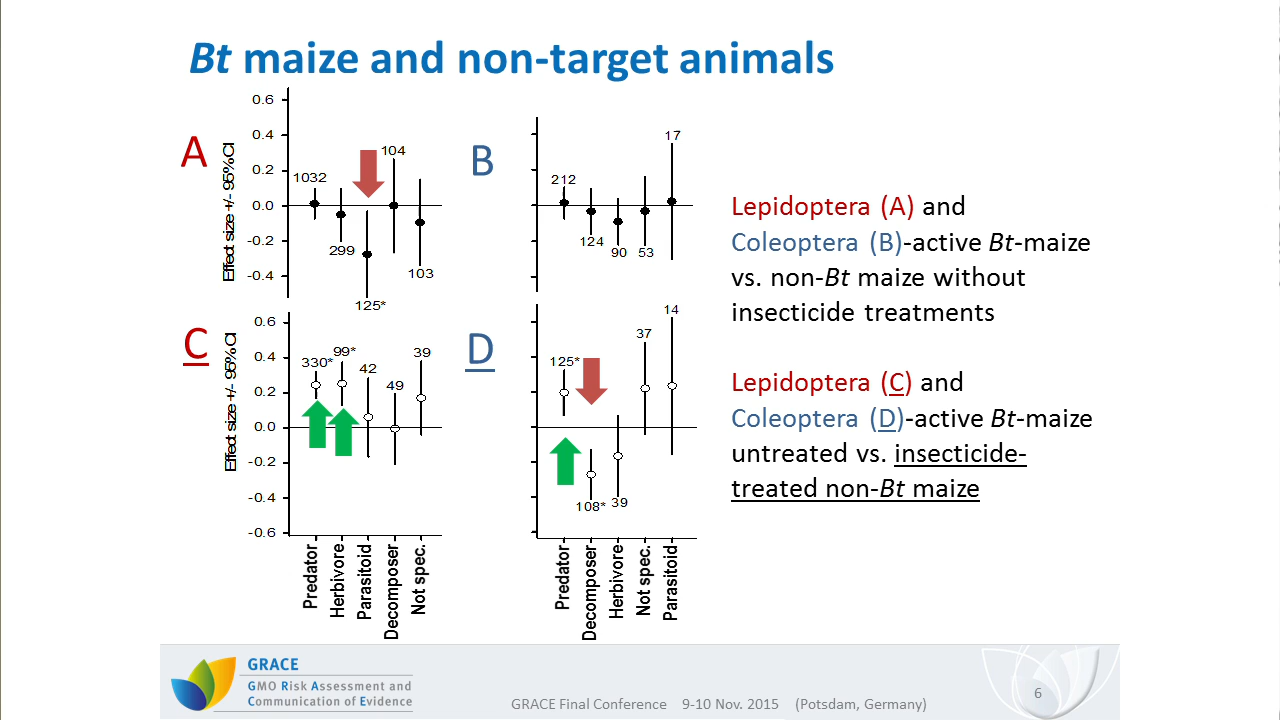 Bt maize and non-target animals
A
Effect size +/- 95%CI
0.6
0.4
0.2
0.0
-0.2
-0.4
1032
299
125*
104
103
B
212
124
90
53
17
Lepidoptera (A) and
Coleoptera (B)-active Bt-maize
vs. non-Bt maize without
insecticide treatments
C
Effect size +/- 95%CI
0.6
0.4
0.2
0.0
-0.2
-0.4
-0.6
330*
99*
42
49
39
Predator
Herbivore
Parasitoid
Decomposer
Not spec.
D
125*
108*
39
37
14
Predator
Decomposer
Herbivore
Not spec.
Parasitoid
Lepidoptera (C) and
Coleoptera (D)-active Bt-maize
untreated vs. insecticide-
treated non-Bt maize
GRACE
GMO Risk Assessment and
Communication of Evidence
GRACE Final Conference 9-10 Nov. 2015 (Potsdam, Germany)
6